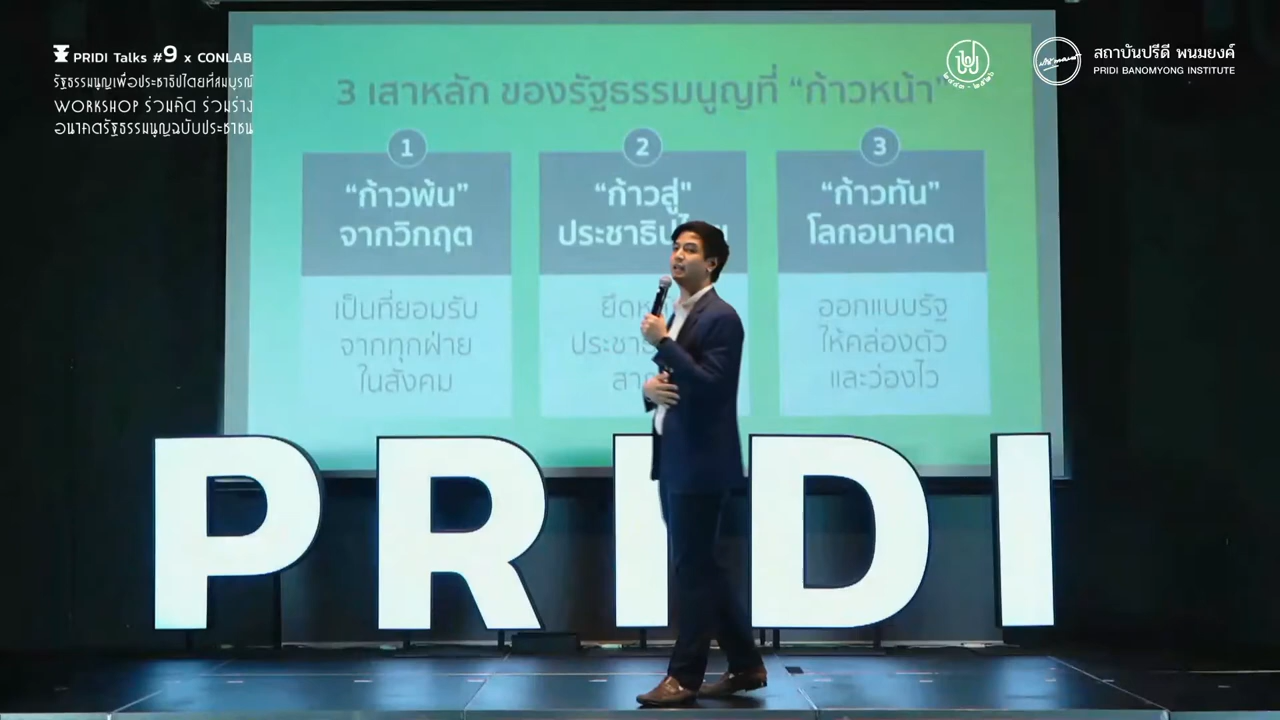 PRIDI Talks #9 x CONLAB
รัฐธรรมนูญเพื่อประชาธิปไตยที่สมบูรณ์
WORKSHOP ร่วมคิด ร่วมร่าง
อนาคตรัฐธรรมนูญฉบับประชาชน
สถาบันปรีดี พนมยงค์
PRIDI BANOMYONG INSTITUTE
3 เสาหลัก ของรัฐธรรมนูญที่ “ก้าวหน้า”
1
“ก้าวพ้น”
จากวิกฤต
เป็นที่ยอมรับ
จากทุกฝ่าย
ในสังคม
2
“ก้าวสู่"
3
“ก้าวทัน”
โลกอนาคต
ออกแบบรัฐ
ให้คล่องตัว
และว่องไว
PRIDI